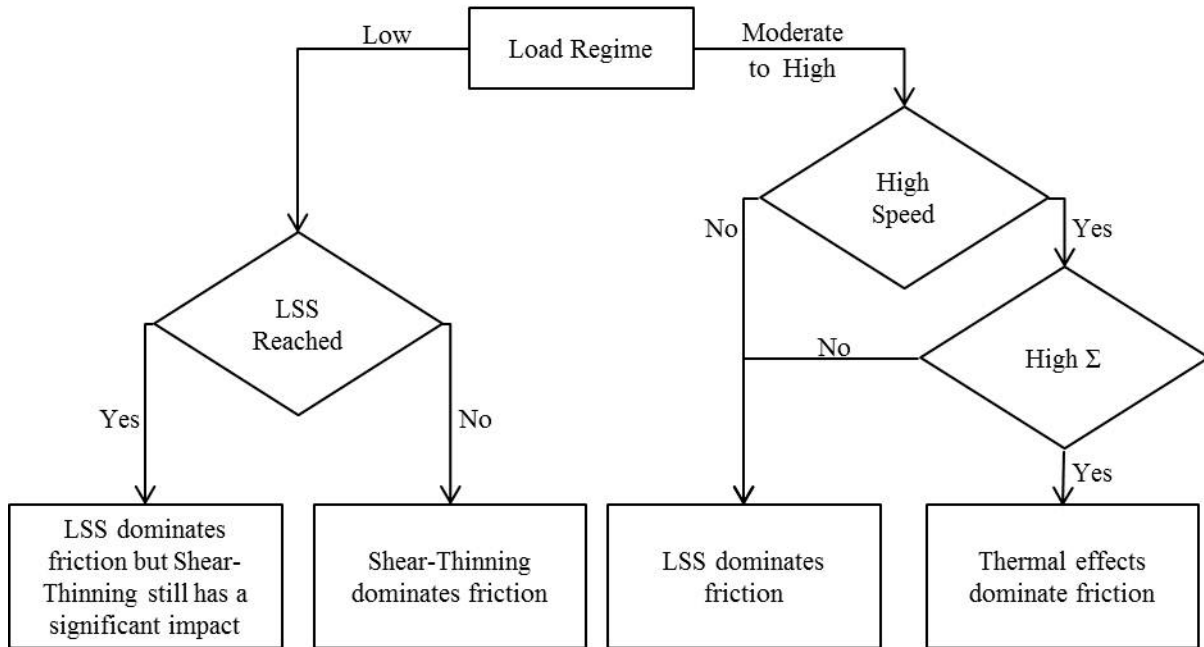 Low
Load Regime
Moderate
to High
High
Speed
No
Yes
LSS
Reached
No
High Σ
Yes
No
Yes
LSS dominates
friction but Shear-
Thinning still has a
significant impact
Shear-Thinning
dominates friction
LSS dominates
friction
Thermal effects
dominate friction